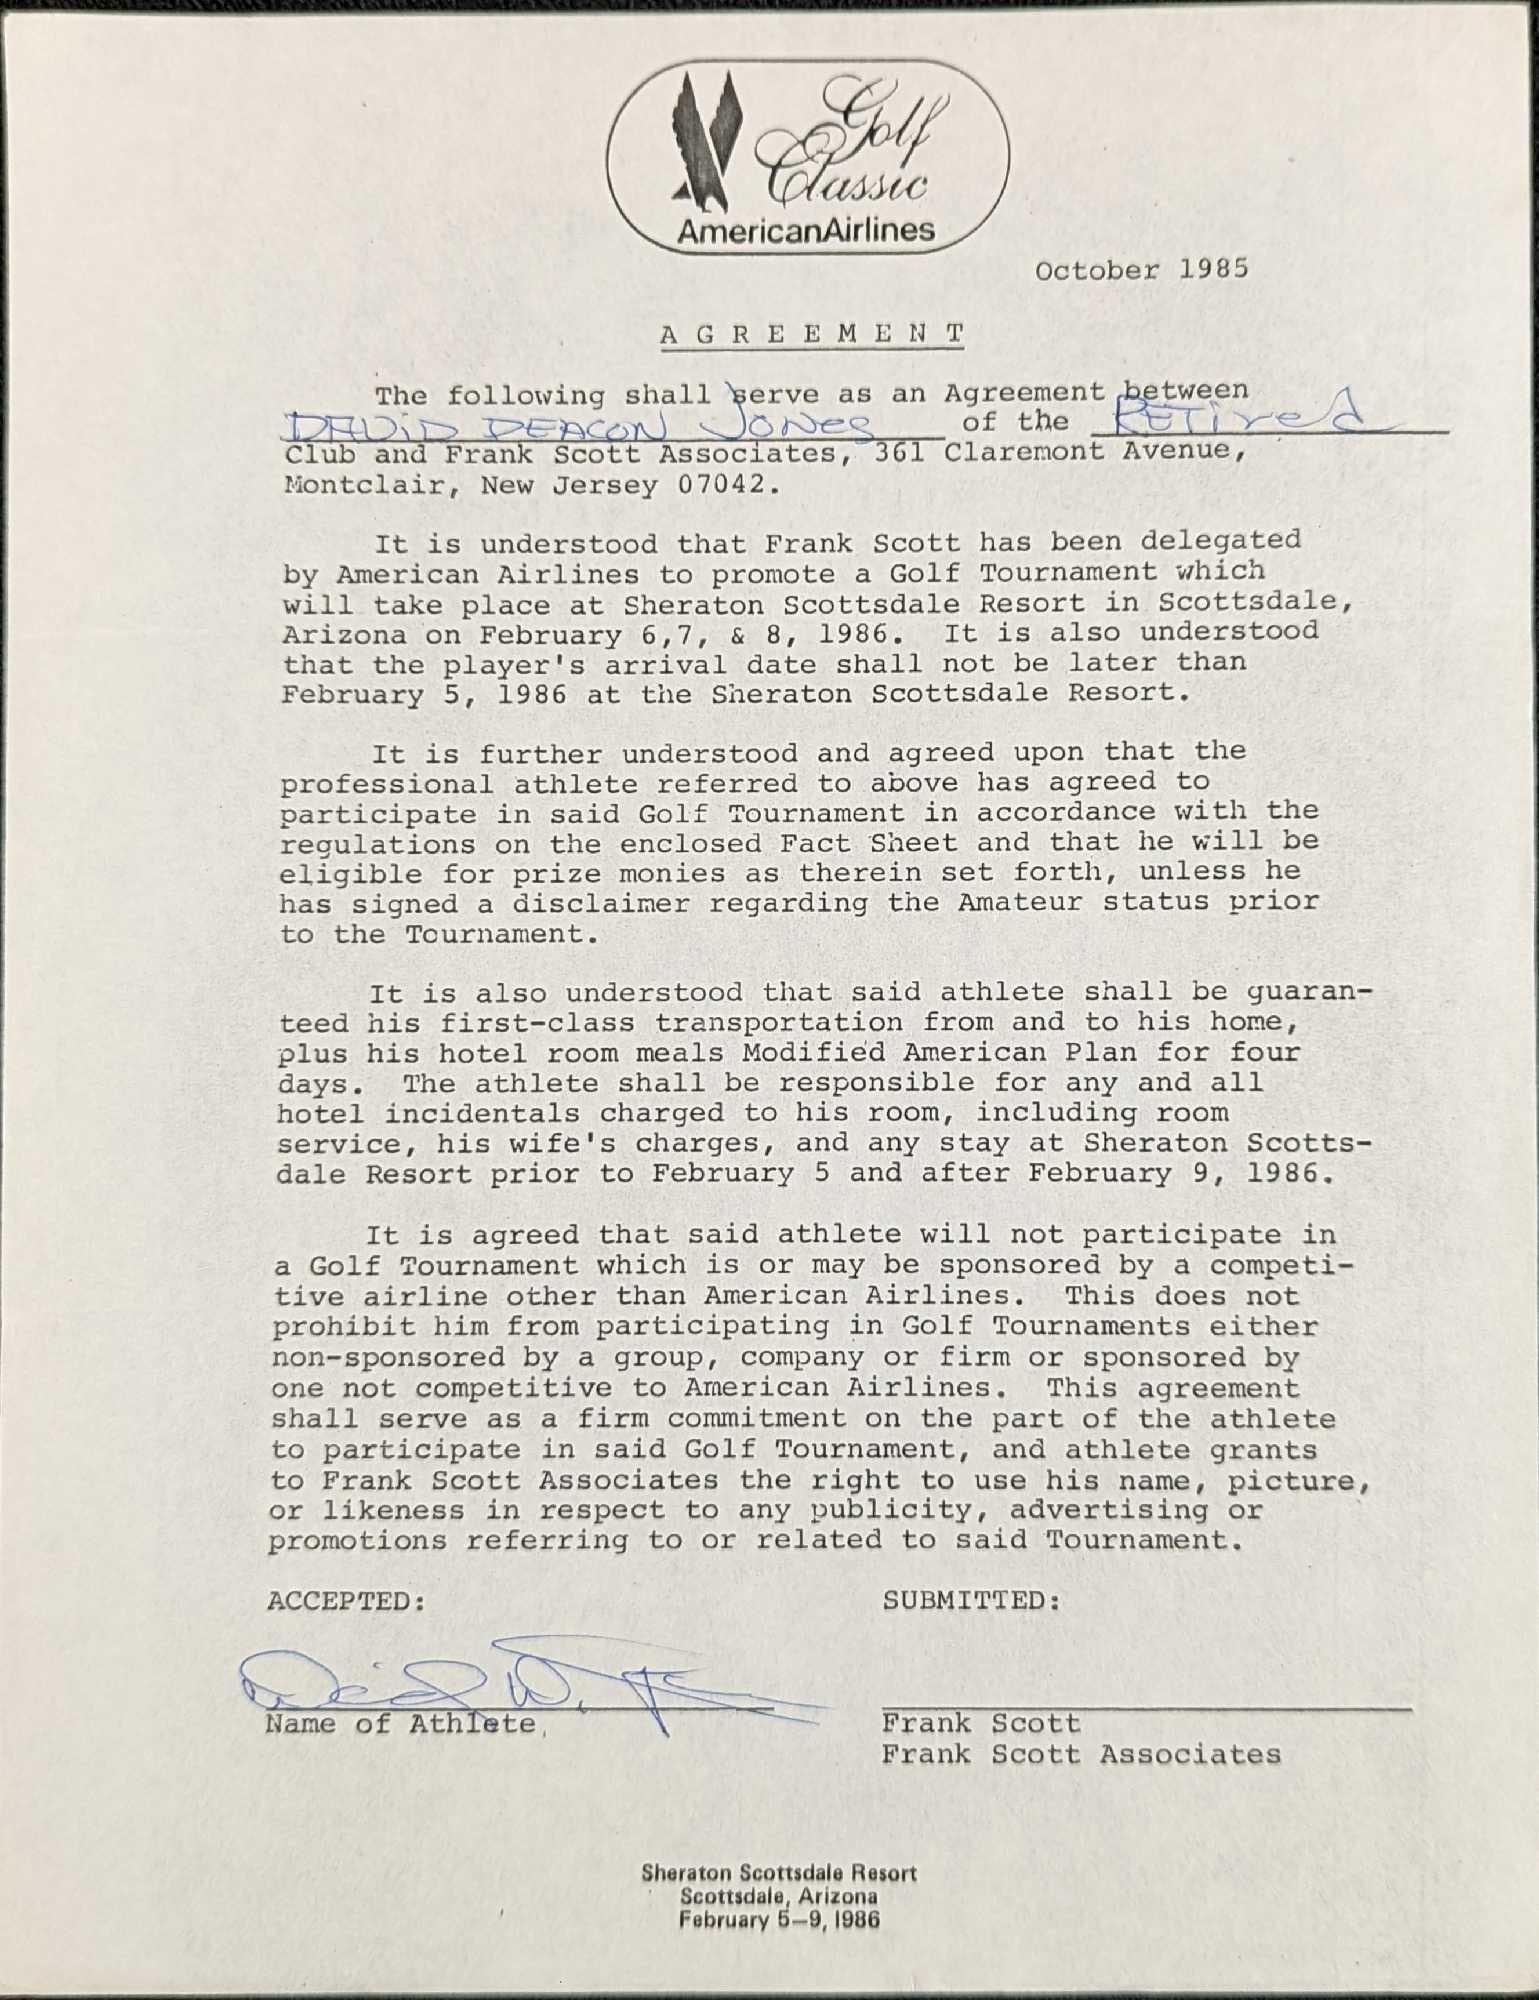 Golf
Classic
AmericanAirlines
October 1985
A G R E E M E N T
The following shall serve as an Agreement between
DAViD DEACON JONES of the RETired
Club and Frank Scott Associates, 361 Claremont Avenue,
Montclair, New Jersey 07042.
It is understood that Frank Scott has been delegated
by American Airlines to promote a Golf Tournament which
will take place at Sheraton Scottsdale Resort in Scottsdale,
Arizona on February 6,7, & 8, 1986. It is also understood
that the player's arrival date shall not be later than
February 5, 1986 at the Sheraton Scottsdale Resort.
It is further understood and agreed upon that the
professional athlete referred to above has agreed to
participate in said Golf Tournament in accordance with the
regulations on the enclosed Fact Sheet and that he will be
eligible for prize monies as therein set forth, unless he
has signed a disclaimer regarding the Amateur status prior
to the Tournament.
It is also understood that said athlete shall be guaran-
teed his first-class transportation from and to his home,
plus his hotel room meals Modified American Plan for four
days. The athlete shall be responsible for any and all
hotel incidentals charged to his room, including room
service, his wife's charges, and any stay at Sheraton Scotts-
dale Resort prior to February 5 and after February 9, 1986.
It is agreed that said athlete will not participate in
a Golf Tournament which is or may be sponsored by a competi-
tive airline other than American Airlines. This does not
prohibit him from participating in Golf Tournaments either
non-sponsored by a group, company or firm or sponsored by
one not competitive to American Airlines. This agreement
shall serve as a firm commitment on the part of the athlete
to participate in said Golf Tournament, and athlete grants
to Frank Scott Associates the right to use his name, picture,
or likeness in respect to any publicity, advertising or
promotions referring to or related to said Tournament.
ACCEPTED: SUBMITTED:
David D.
Name of Athlete, Frank Scott
Frank Scott Associates
Sheraton Scottsdale Resort
Scottsdale, Arizona
February 5-9, 1986